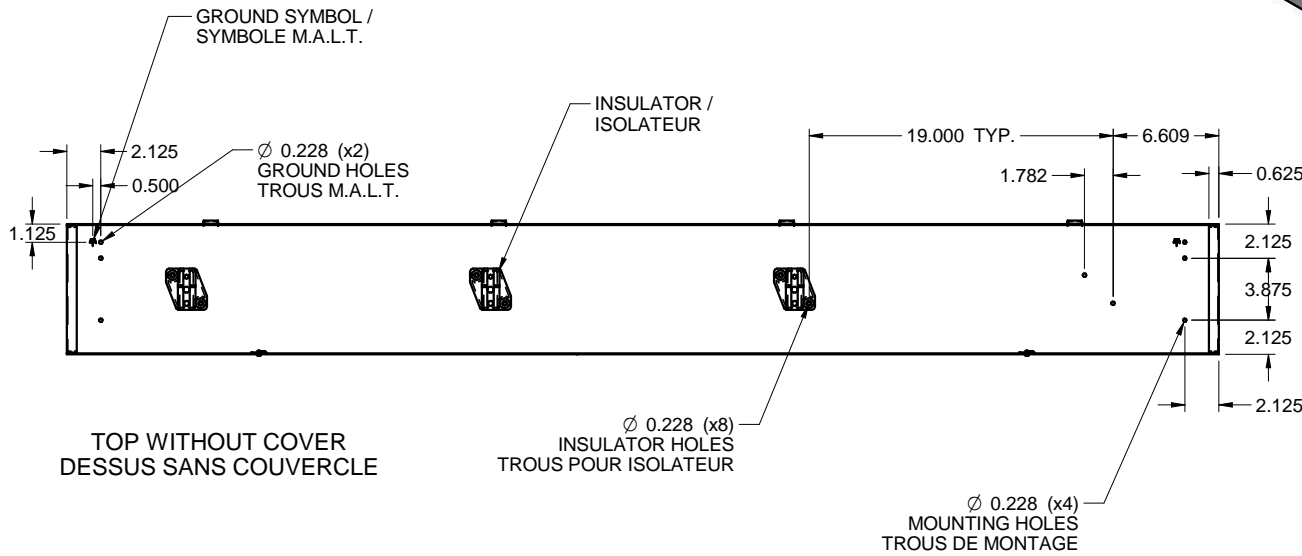 GROUND SYMBOL /
SYMBOLE M.A.L.T.
INSULATOR /
ISOLATEUR
19.000 TYP.
6.609
2.125
Ø 0.228 (x2)
GROUND HOLES
TROUS M.A.L.T.
0.500
1.782
0.625
1.125
2.125
3.875
2.125
2.125
Ø 0.228 (x8)
INSULATOR HOLES
TROUS POUR ISOLATEUR
TOP WITHOUT COVER
DESSUS SANS COUVERCLE
Ø 0.228 (x4)
MOUNTING HOLES
TROUS DE MONTAGE